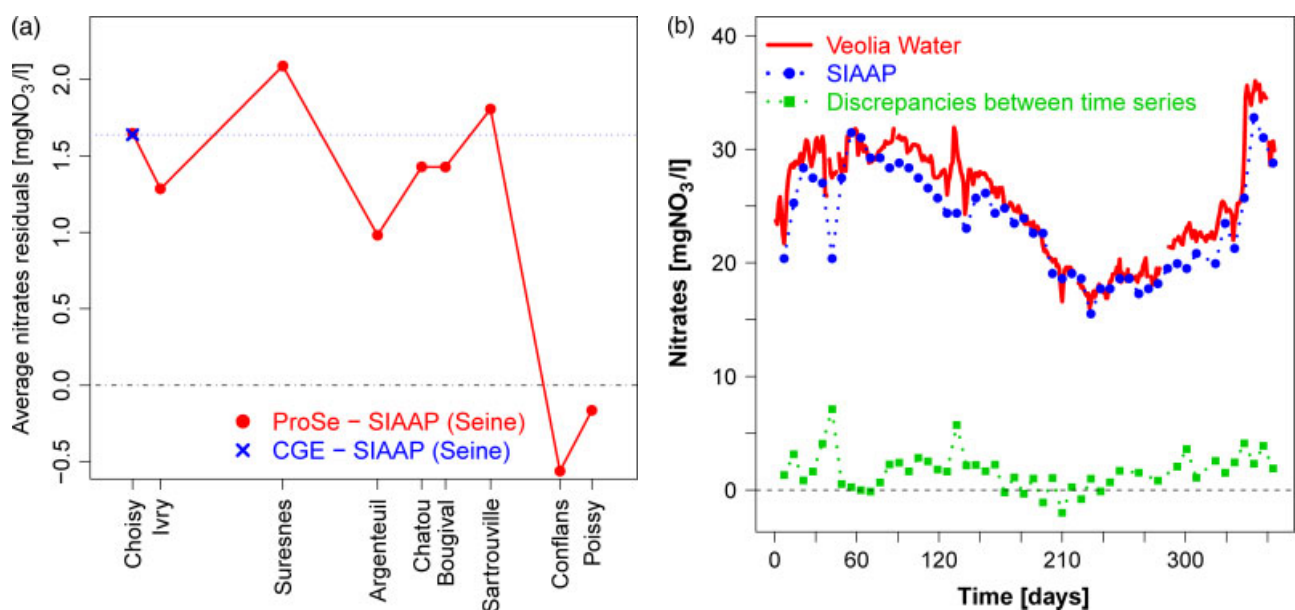 (a)
Average nitrates residuals [mgNO3/l]
2.0
1.5
1.0
0.5
0.0
−0.5
ProSe − SIAAP (Seine)
CGE − SIAAP (Seine)
Choisy
Ivry
Suresnes
Argenteuil
Chatou
Bougival
Sartrouville
Conflans
Poissy
(b)
Nitrates [mgNO3/l]
40
30
20
10
0
Veolia Water
SIAAP
Discrepancies between time series
0 60 120 210 300
Time [days]